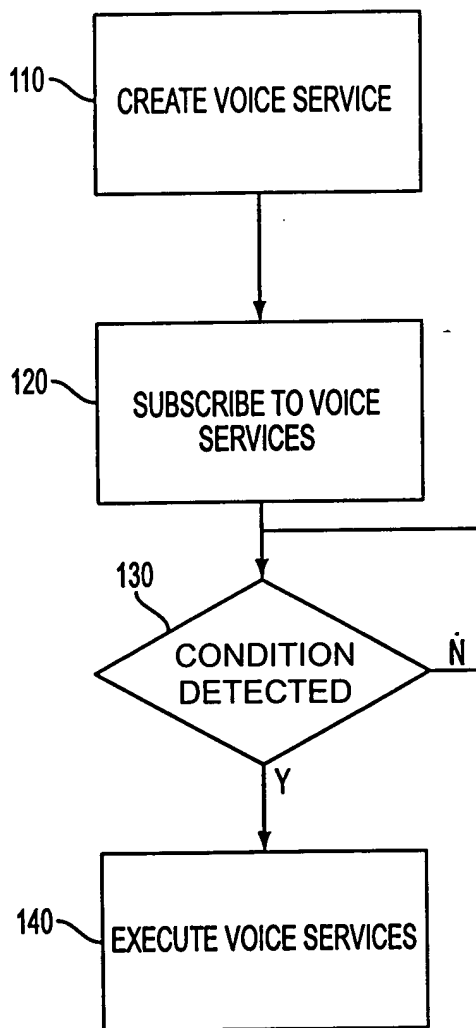 110
CREATE VOICE SERVICE
120
SUBSCRIBE TO VOICE
SERVICES
130
CONDITION
DETECTED
N
Y
140
EXECUTE VOICE SERVICES